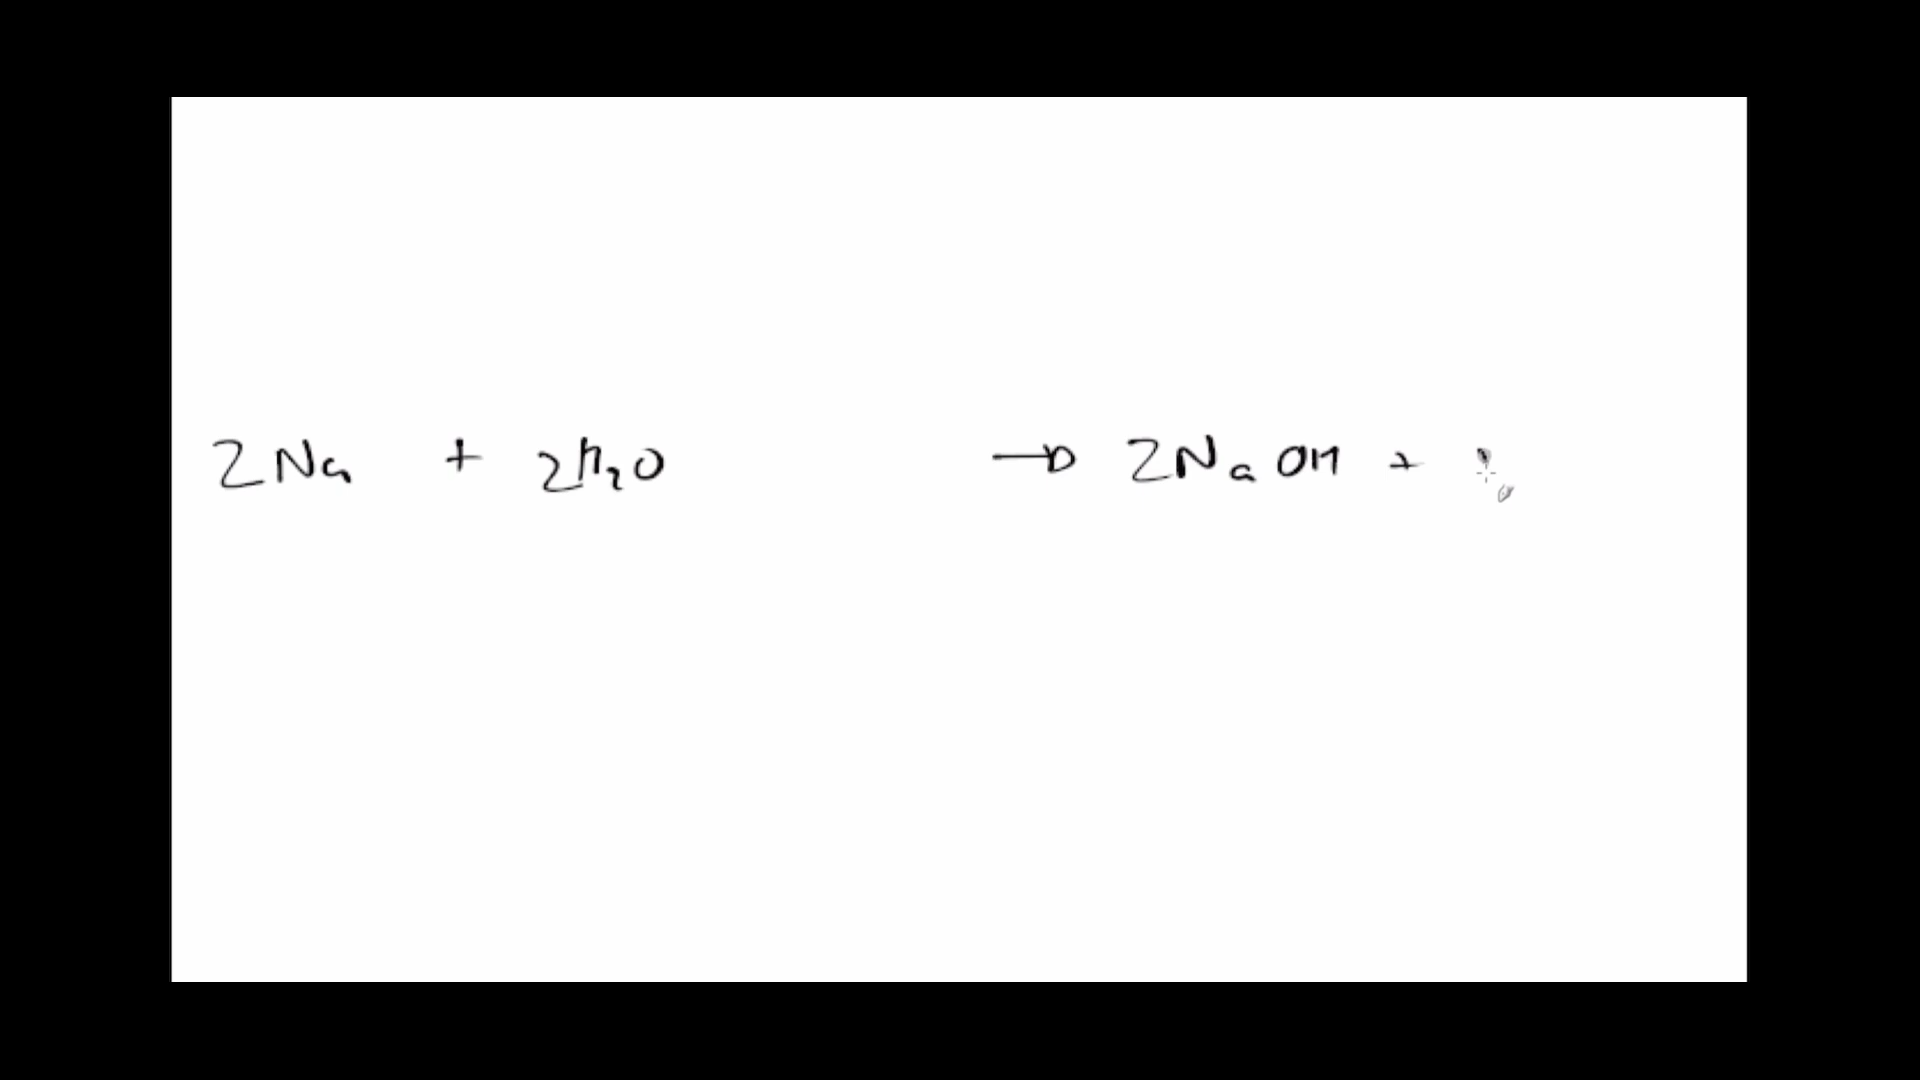 2Na + 2H₂O → 2NaOH +